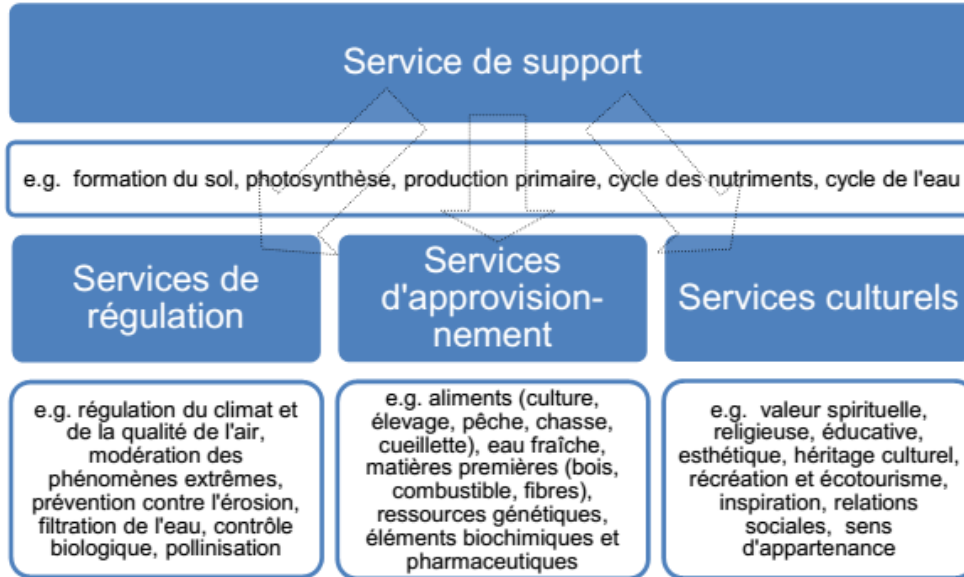 Service de support
e.g. formation du sol, photosynthèse, production primaire, cycle des nutriments, cycle de l'eau
Services de
régulation
Services
d'approvision-
nement
Services culturels
e.g. régulation du climat et
de la qualité de l'air,
modération des
phénomènes extrêmes,
prévention contre l'érosion,
filtration de l'eau, contrôle
biologique, pollinisation
e.g. aliments (culture,
élevage, pêche, chasse,
cueillette), eau fraîche,
matières premières (bois,
combustible, fibres),
ressources génétiques,
éléments biochimiques et
pharmaceutiques
e.g. valeur spirituelle,
religieuse, éducative,
esthétique, héritage culturel,
récréation et écotourisme,
inspiration, relations
sociales, sens
d'appartenance